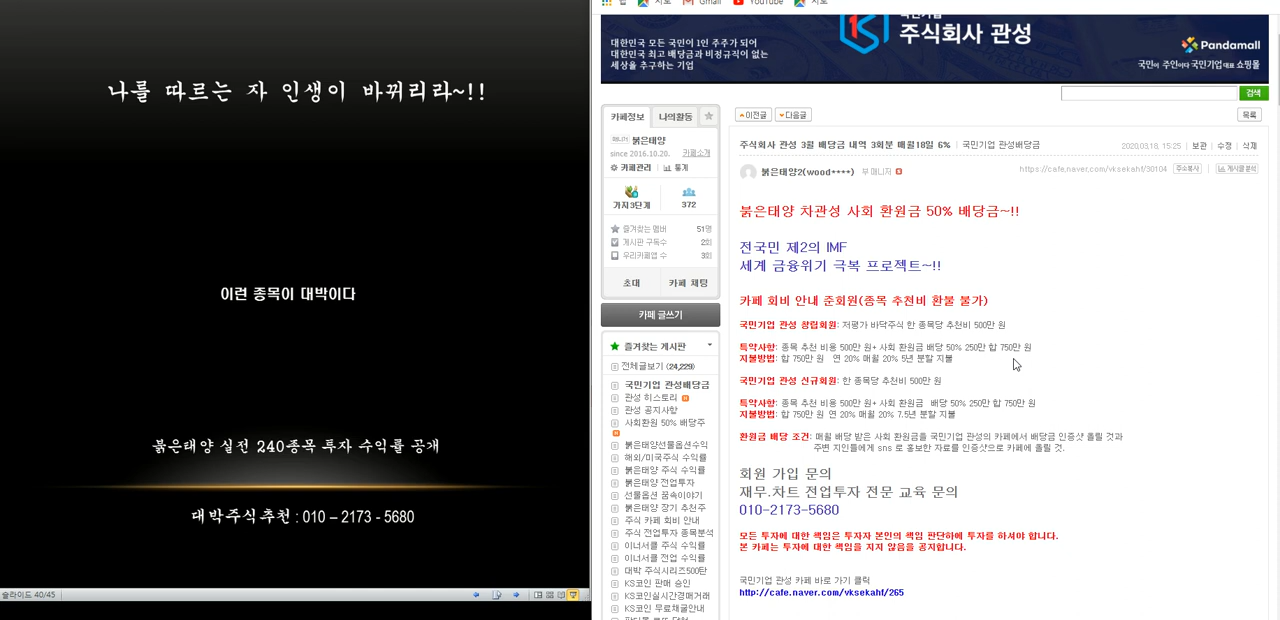 나를 따르는 자 인생이 바뀌리라~!!
이런 종목이 대박이다
붉은태양 실전 240종목 투자 수익률 공개
대박주식추천 : 010 – 2173 - 5680
슬라이드 40/45
지도
Gmail
YouTube
지도
대한민국 모든 국민이 1인 주주가 되어
대한민국 최고 배당금과 비정규직이 없는
세상을 추구하는 기업
국민기업
주식회사 관성
Pandamall
국민이 주인이다 국민기업대표 쇼핑몰
검색
카페정보 나의활동
매니저 붉은태양
since 2016.10.20. 카페소개
카페관리 통계
가지3단계 372
즐겨찾는 멤버 51명
게시판 구독수 2회
우리카페앱 수 3회
초대 카페 채팅
카페 글쓰기
즐겨찾는 게시판
전체글보기 (24,229)
국민기업 관성배당금
관성 히스토리
관성 공지사항
사회환원 50% 배당주
붉은태양선물옵션수익
해외/미국주식 수익률
붉은태양 주식 수익률
붉은태양 전업투자
선물옵션 꿈속이야기
붉은태양 장기 추천주
주식 카페 회비 안내
주식 전업투자 종목분석
이너서클 주식 수익률
이너서클 전업 수익률
대박 주식시리즈500탄
KS코인 판매 승인
KS코인실시간경매거래
KS코인 무료채굴안내
이전글 다음글
목록
주식회사 관성 3월 배당금 내역 3회분 매월18일 6% | 국민기업 관성배당금
2020.03.18. 15:25 | 보관 | 수정 | 삭제
붉은태양2(wood****) 부매니저
https://cafe.naver.com/vksekahf/30104 주소복사 | 게시글 분석
붉은태양 차관성 사회 환원금 50% 배당금~!!
전국민 제2의 IMF
세계 금융위기 극복 프로젝트~!!
카페 회비 안내 준회원(종목 추천비 환불 불가)
국민기업 관성 창립회원: 저평가 바닥주식 한 종목당 추천비 500만 원
특약사항: 종목 추천 비용 500만 원+ 사회 환원금 배당 50% 250만 합 750만 원
지불방법: 합 750만 원 연 20% 매월 20% 5년 분할 지불
국민기업 관성 신규회원: 한 종목당 추천비 500만 원
특약사항: 종목 추천 비용 500만 원+ 사회 환원금 배당 50% 250만 합 750만 원
지불방법: 합 750만 원 연 20% 매월 20% 7.5년 분할 지불
환원금 배당 조건: 매월 배당 받은 사회 환원금을 국민기업 관성의 카페에서 배당금 인증샷 올릴 것과
주변 지인들에게 sns 로 홍보한 자료를 인증샷으로 카페에 올릴 것.
회원 가입 문의
재무.차트 전업투자 전문 교육 문의
010-2173-5680
모든 투자에 대한 책임은 투자자 본인의 책임 판단하에 투자를 하셔야 합니다.
본 카페는 투자에 대한 책임을 지지 않음을 공지합니다.
국민기업 관성 카페 바로 가기 클릭
http://cafe.naver.com/vksekahf/265